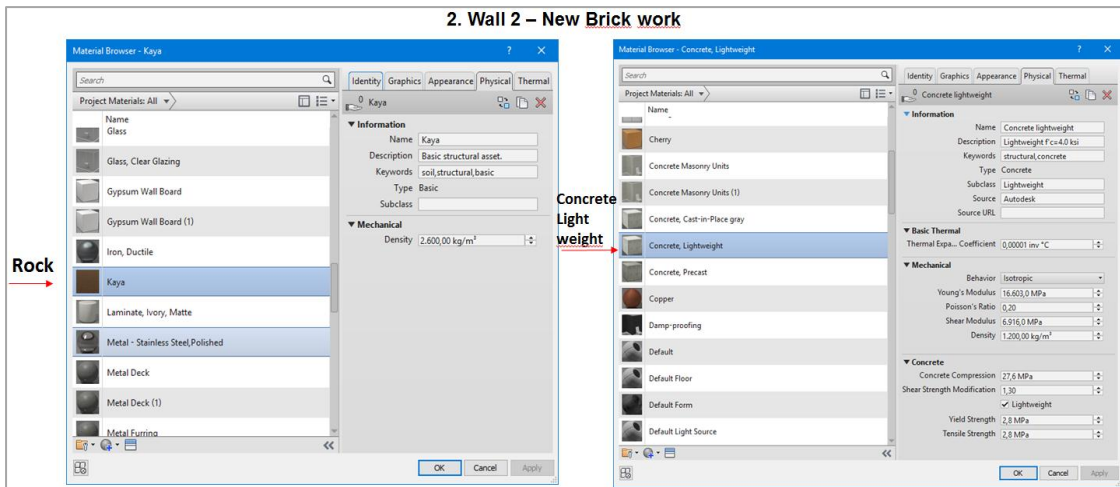 2. Wall 2 – New Brick work
Material Browser - Kaya
?
Search
Project Materials: All
Name
Glass
Glass, Clear Glazing
Gypsum Wall Board
Gypsum Wall Board (1)
Iron, Ductile
Kaya
Laminate, Ivory, Matte
Metal - Stainless Steel,Polished
Metal Deck
Metal Deck (1)
Metal Furring
Rock
Identity Graphics Appearance Physical Thermal
0 Kaya
Information
Name Kaya
Description Basic structural asset.
Keywords soil,structural,basic
Type Basic
Subclass
Mechanical
Density 2.600,00 kg/m³
OK Cancel Apply
Concrete
Light
weight
Material Browser - Concrete, Lightweight
?
Search
Project Materials: All
Name
Cherry
Concrete Masonry Units
Concrete Masonry Units (1)
Concrete, Cast-in-Place gray
Concrete, Lightweight
Concrete, Precast
Copper
Damp-proofing
Default
Default Floor
Default Form
Default Light Source
Identity Graphics Appearance Physical Thermal
0 Concrete lightweight
Information
Name Concrete lightweight
Description Lightweight f'c=4.0 ksi
Keywords structural,concrete
Type Concrete
Subclass Lightweight
Source Autodesk
Source URL
Basic Thermal
Thermal Expa... Coefficient 0,00001 inv °C
Mechanical
Behavior Isotropic
Young's Modulus 16.603,0 MPa
Poisson's Ratio 0,20
Shear Modulus 6.916,0 MPa
Density 1.200,00 kg/m³
Concrete
Concrete Compression 27,6 MPa
Shear Strength Modification 1,30
Lightweight
Yield Strength 2,8 MPa
Tensile Strength 2,8 MPa
OK Cancel Apply